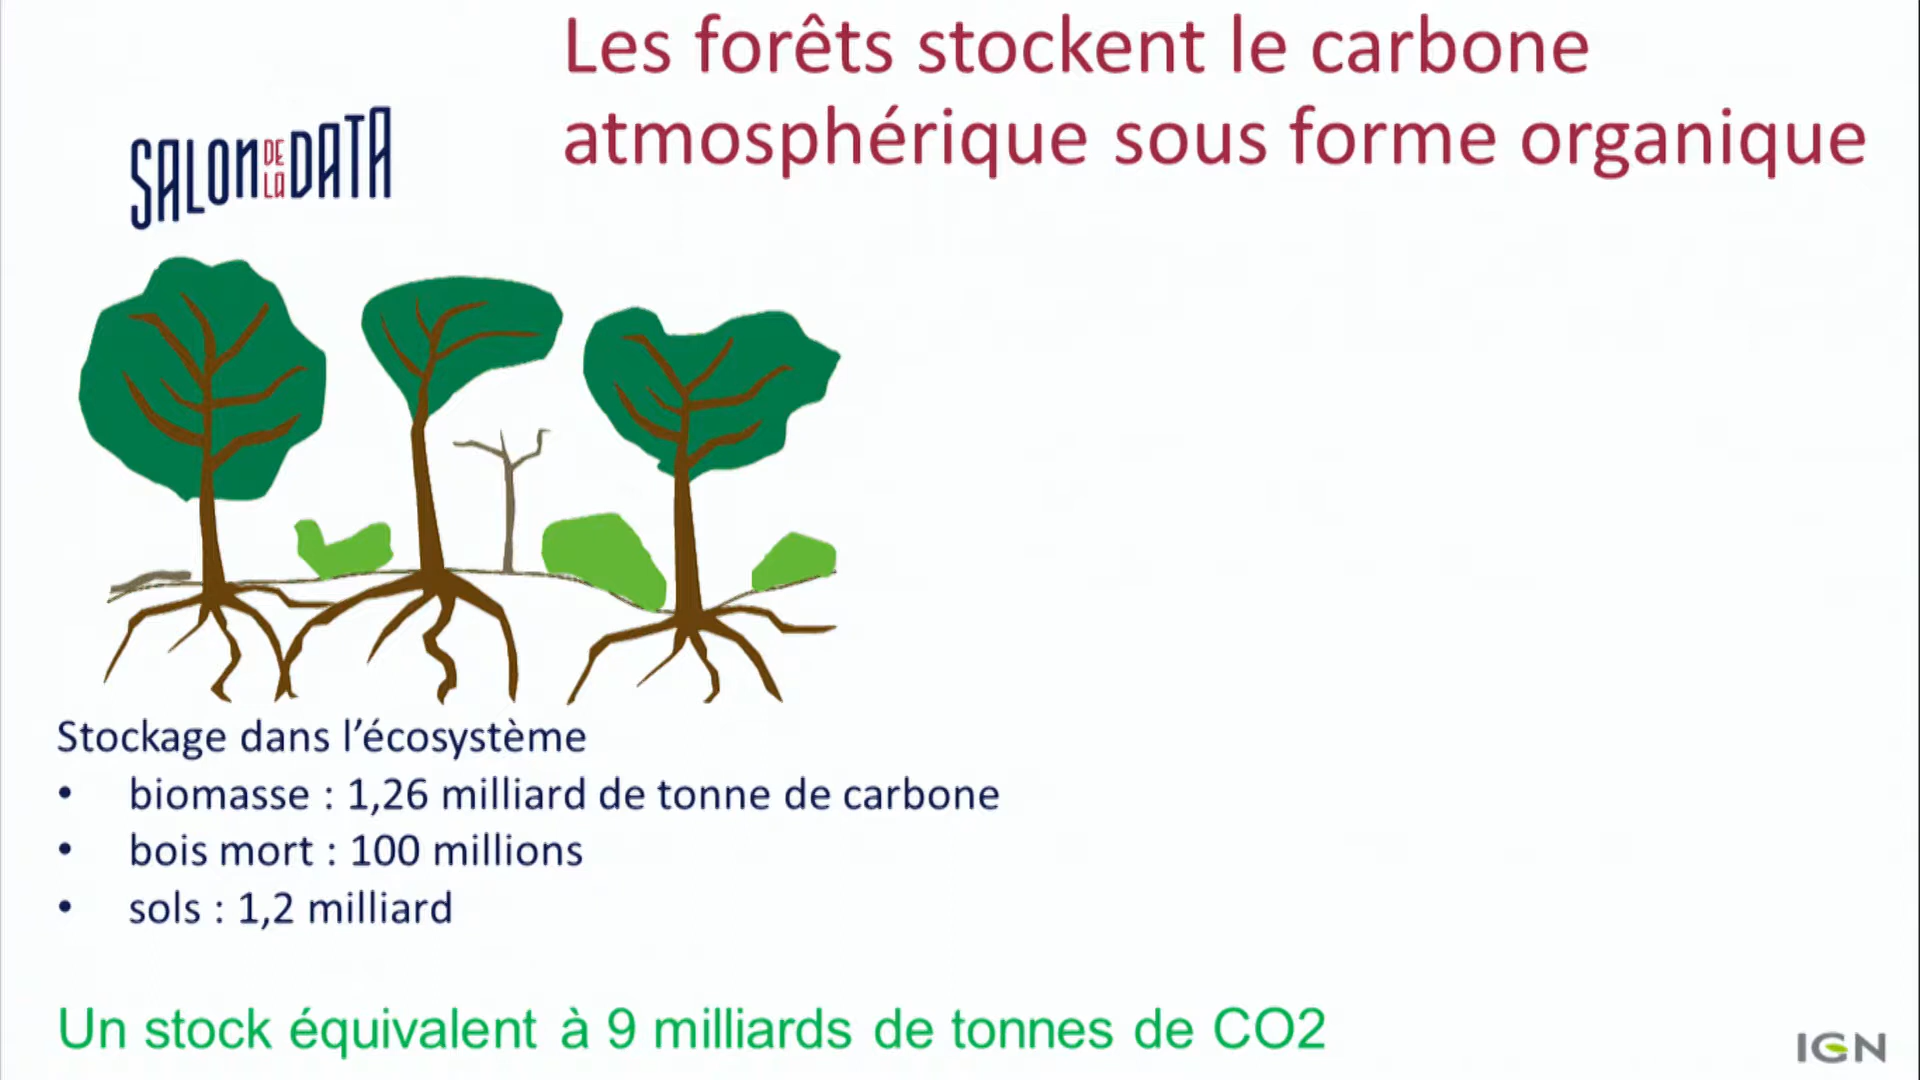 Les forêts stockent le carbone
atmosphérique sous forme organique
SALON DE LA DATA
Stockage dans l’écosystème
• biomasse : 1,26 milliard de tonne de carbone
• bois mort : 100 millions
• sols : 1,2 milliard
Un stock équivalent à 9 milliards de tonnes de CO2
IGN